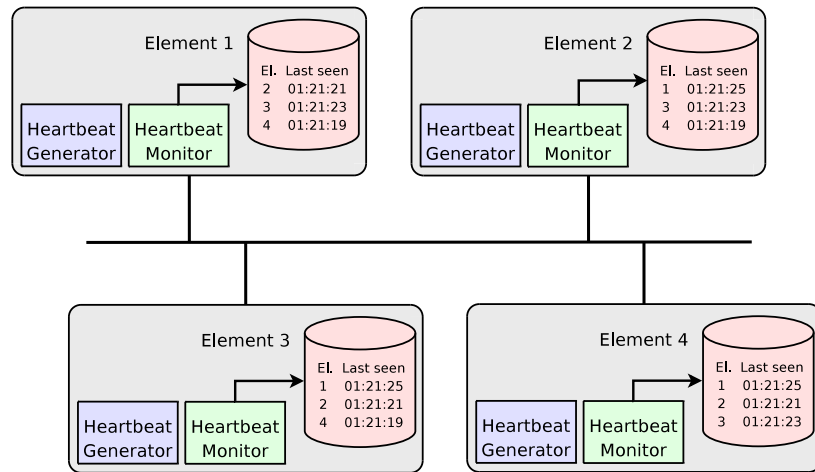 Element 1
El. Last seen
2 01:21:21
3 01:21:23
4 01:21:19
Heartbeat Generator
Heartbeat Monitor
Element 2
El. Last seen
1 01:21:25
3 01:21:23
4 01:21:19
Heartbeat Generator
Heartbeat Monitor
Element 3
El. Last seen
1 01:21:25
2 01:21:21
4 01:21:19
Heartbeat Generator
Heartbeat Monitor
Element 4
El. Last seen
1 01:21:25
2 01:21:21
3 01:21:23
Heartbeat Generator
Heartbeat Monitor